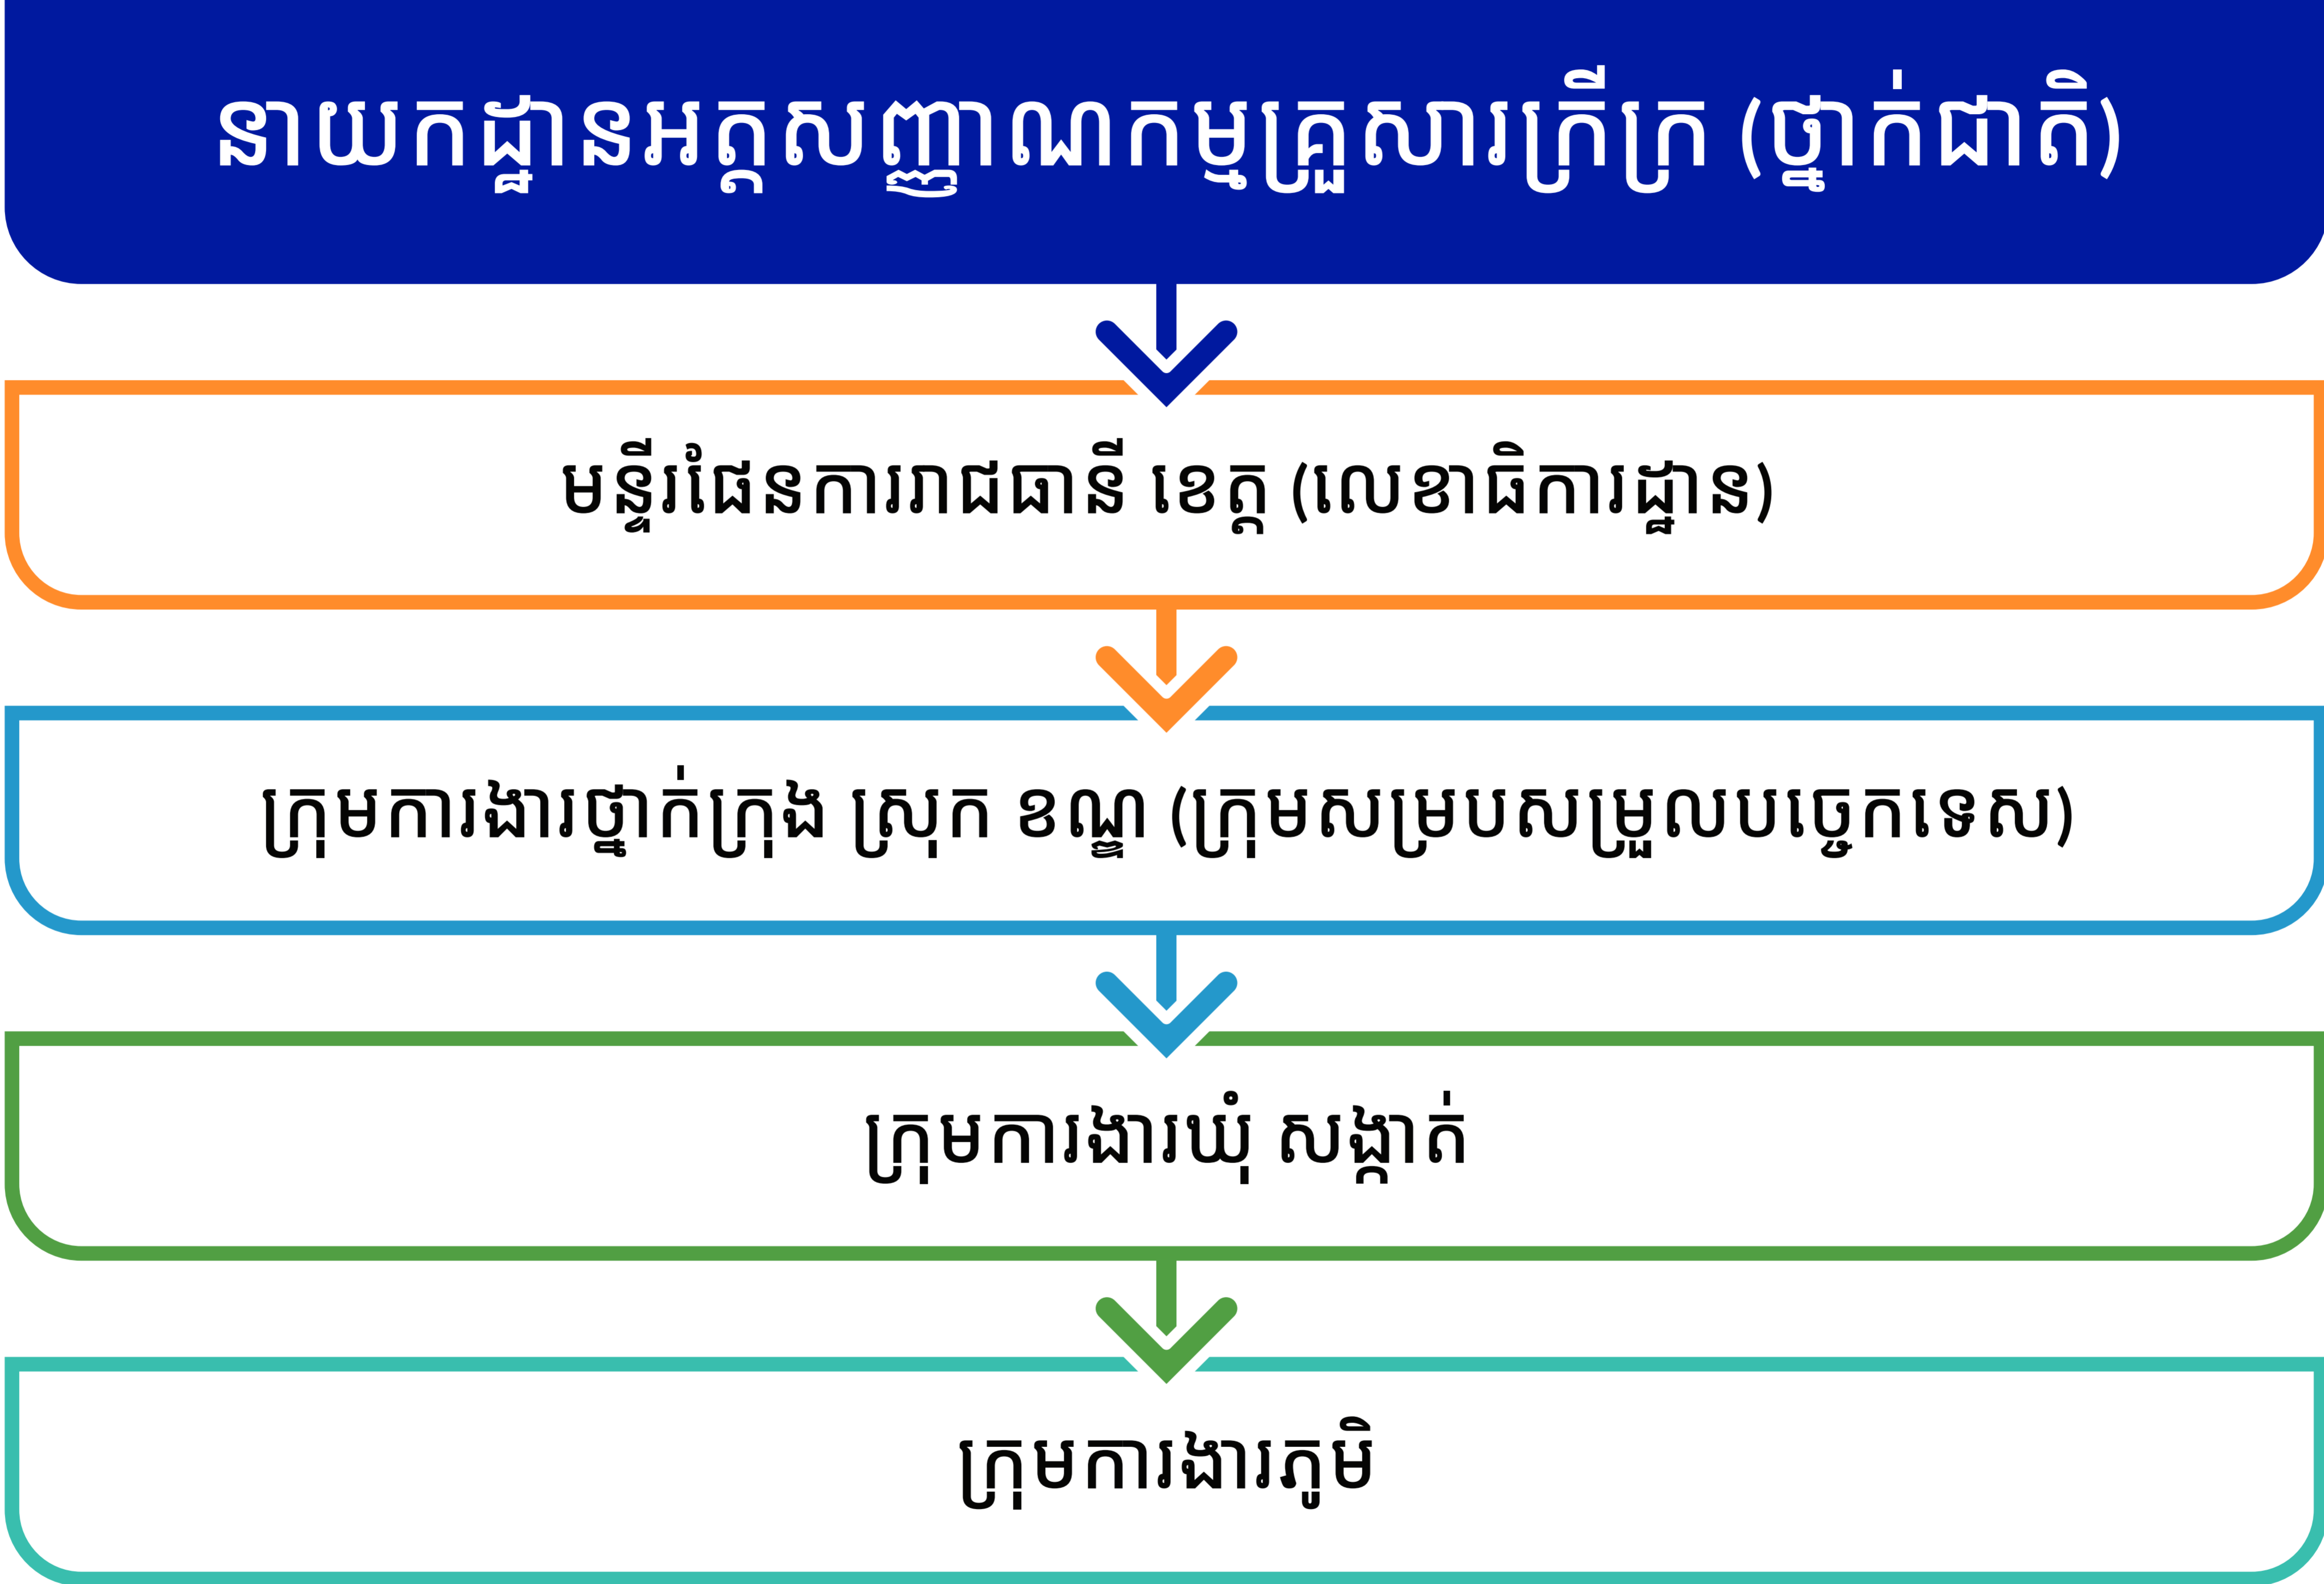 នាយកដ្ឋានអត្តសញ្ញាណកម្មគ្រួសារក្រីក្រ (ថ្នាក់ជាតិ)
មន្ទីរផែនការរាជធានី ខេត្ត (លេខាធិការដ្ឋាន)
ក្រុមការងារថ្នាក់ក្រុង ស្រុក ខណ្ឌ (ក្រុមសម្របសម្រួលបច្ចេកទេស)
ក្រុមការងារឃុំ សង្កាត់
ក្រុមការងារភូមិ